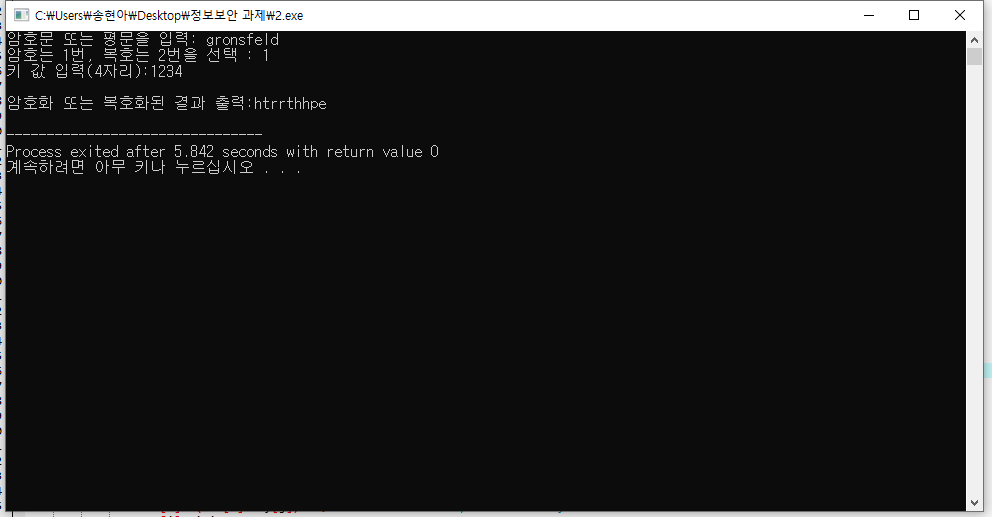 C:\Users\송현아\Desktop\정보보안 과제\2.exe
암호문 또는 평문을 입력: gronsfeld
암호는 1번, 복호는 2번을 선택 : 1
키 값 입력(4자리):1234
암호화 또는 복호화된 결과 출력:htrrthhpe
--------------------------------
Process exited after 5.842 seconds with return value 0
계속하려면 아무 키나 누르십시오 . . .